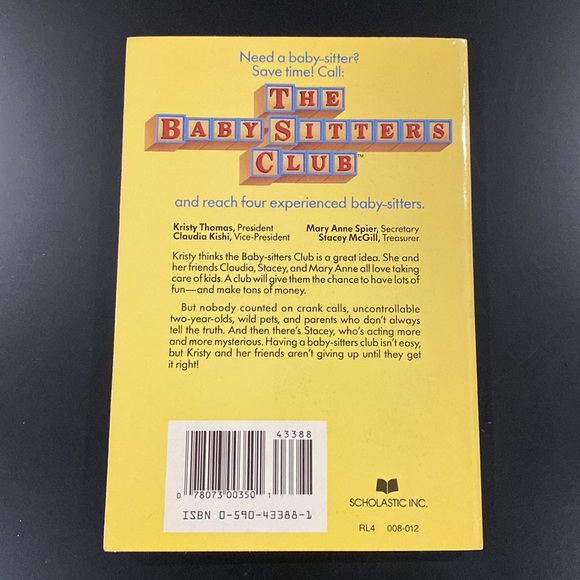 Need a baby-sitter?
Save time! Call:
THE
BABY-SITTERS
CLUB™
and reach four experienced baby-sitters.
Kristy Thomas, President Mary Anne Spier, Secretary
Claudia Kishi, Vice-President Stacey McGill, Treasurer
Kristy thinks the Baby-sitters Club is a great idea. She and
her friends Claudia, Stacey, and Mary Anne all love taking
care of kids. A club will give them the chance to have lots of
fun—and make tons of money.
But nobody counted on crank calls, uncontrollable
two-year-olds, wild pets, and parents who don't always
tell the truth. And then there's Stacey, who's acting more
and more mysterious. Having a baby-sitters club isn't easy,
but Kristy and her friends aren't giving up until they get
it right!
43388
0 78073 00350 1
ISBN 0-590-43388-1
SCHOLASTIC INC.
RL4 008-012